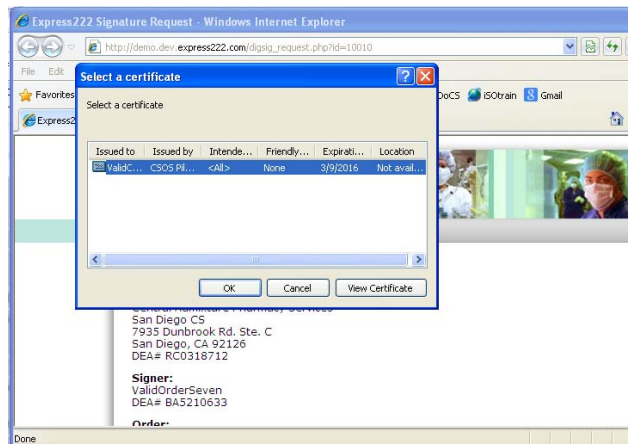 Express222 Signature Request - Windows Internet Explorer
http://demo.dev.express222.com/digsig_request.php?id=10010
File Edit
Favorites
DoCS iSOtrain Gmail
Select a certificate
Select a certificate
Issued to Issued by Intende... Friendly... Expirati... Location
ValidC... CSOS Pil... <All> None 3/9/2016 Not avail...
OK Cancel View Certificate
San Diego CS
7935 Dunbrook Rd. Ste. C
San Diego, CA 92126
DEA# RC0318712
Signer:
ValidOrderSeven
DEA# BA5210633
Order:
Done